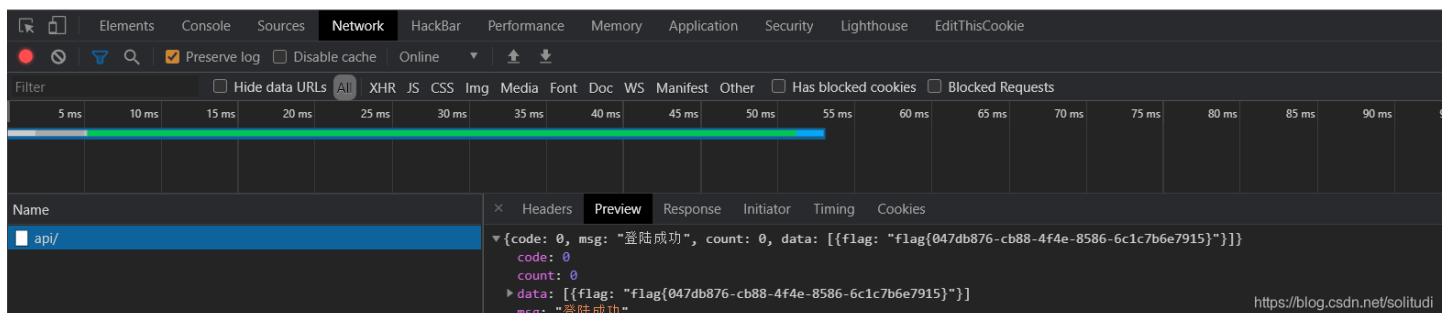 Elements Console Sources Network HackBar Performance Memory Application Security Lighthouse EditThisCookie
Preserve log Disable cache Online
Filter Hide data URLs All XHR JS CSS Img Media Font Doc WS Manifest Other Has blocked cookies Blocked Requests
5 ms 10 ms 15 ms 20 ms 25 ms 30 ms 35 ms 40 ms 45 ms 50 ms 55 ms 60 ms 65 ms 70 ms 75 ms 80 ms 85 ms 90 ms
Name × Headers Preview Response Initiator Timing Cookies
api/ ▼{code: 0, msg: "登陆成功", count: 0, data: [{flag: "flag{047db876-cb88-4f4e-8586-6c1c7b6e7915}"}]}
code: 0
count: 0
▶data: [{flag: "flag{047db876-cb88-4f4e-8586-6c1c7b6e7915}"}]
msg: "登陆成功"
https://blog.csdn.net/solitudi